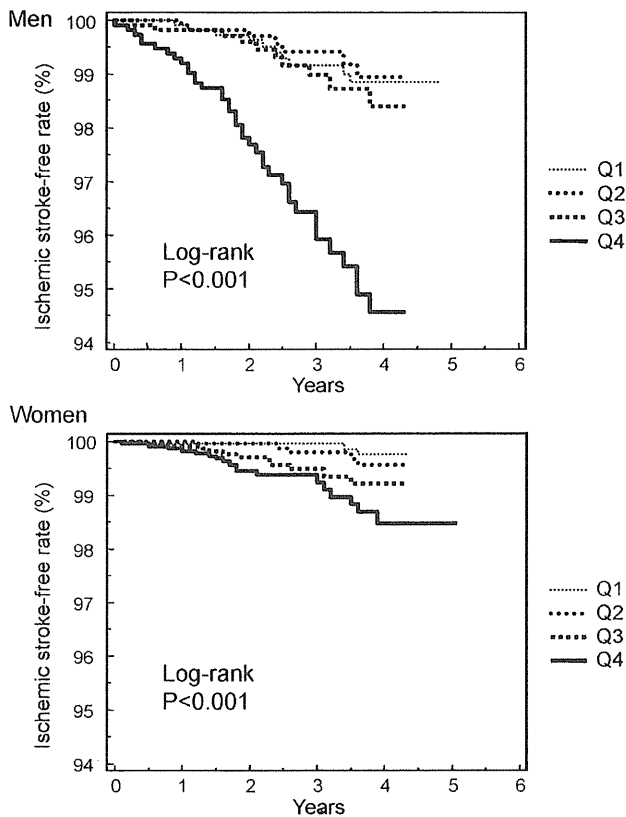 Men
Ischemic stroke-free rate (%)
100
99
98
97
96
95
94
Log-rank
P<0.001
0 1 2 3 4 5 6
Years
Q1
Q2
Q3
Q4
Women
Ischemic stroke-free rate (%)
100
99
98
97
96
95
94
Log-rank
P<0.001
0 1 2 3 4 5 6
Years
Q1
Q2
Q3
Q4